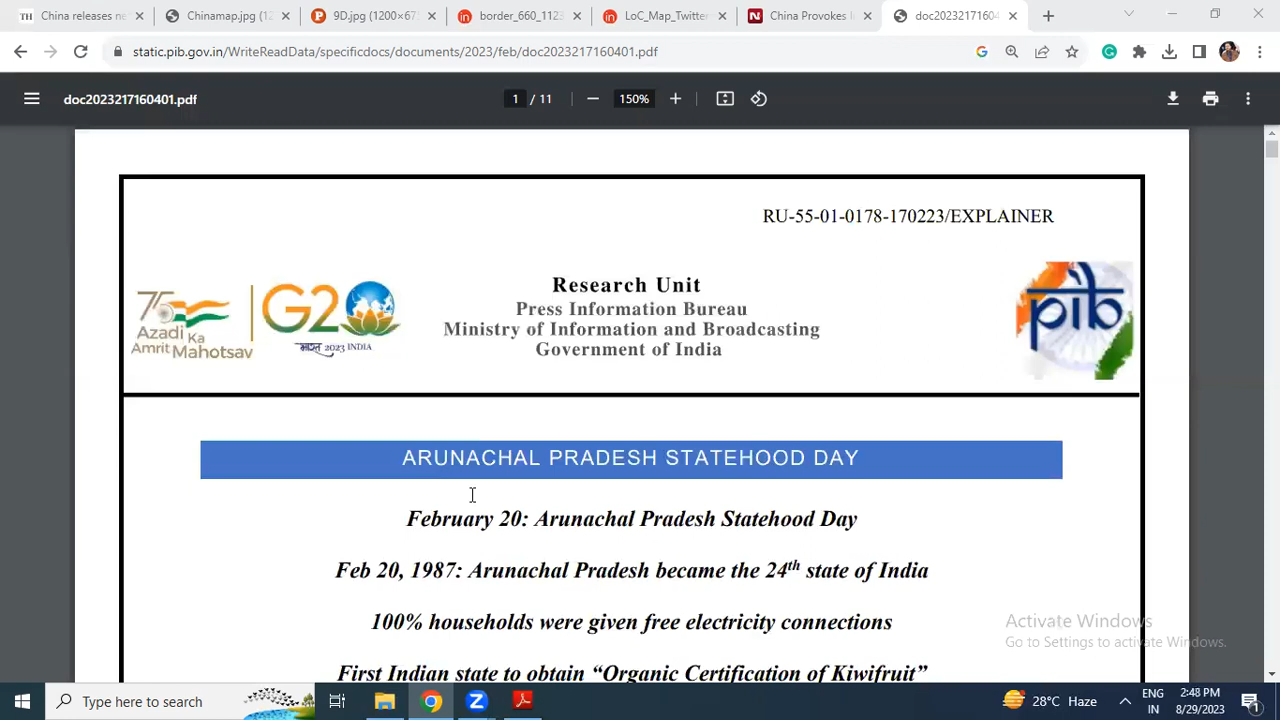 China releases ne
Chinamap.jpg (12
9D.jpg (1200×67
border_660_1123
LoC_Map_Twitter
China Provokes I
doc2023217160401
static.pib.gov.in/WriteReadData/specificdocs/documents/2023/feb/doc2023217160401.pdf
doc2023217160401.pdf
1 / 11
150%
RU-55-01-0178-170223/EXPLAINER
75
Azadi Ka
Amrit Mahotsav
G20
भारत 2023 INDIA
Research Unit
Press Information Bureau
Ministry of Information and Broadcasting
Government of India
pib
ARUNACHAL PRADESH STATEHOOD DAY
February 20: Arunachal Pradesh Statehood Day
Feb 20, 1987: Arunachal Pradesh became the 24th state of India
100% households were given free electricity connections
First Indian state to obtain “Organic Certification of Kiwifruit”
Activate Windows
Go to Settings to activate Windows.
Type here to search
28°C Haze
ENG
IN
2:48 PM
8/29/2023
1